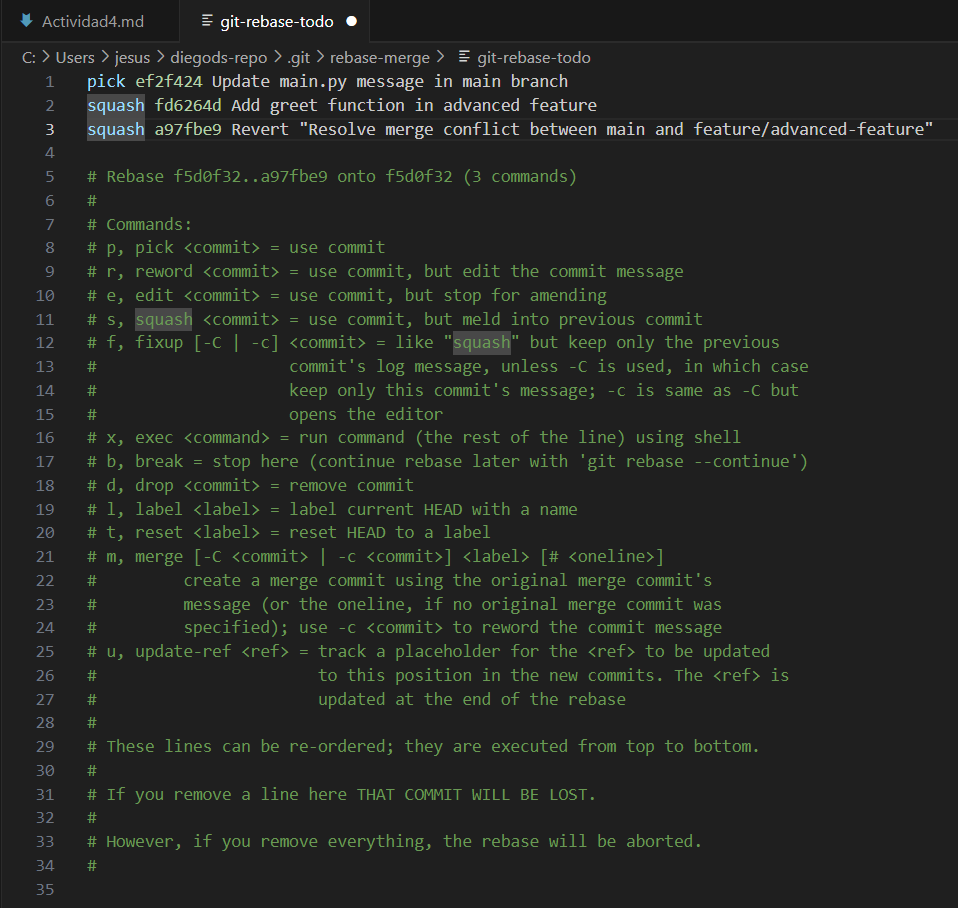 Actividad4.md
git-rebase-todo
C: > Users > jesus > diegods-repo > .git > rebase-merge > git-rebase-todo
1 pick ef2f424 Update main.py message in main branch
2 squash fd6264d Add greet function in advanced feature
3 squash a97fbe9 Revert "Resolve merge conflict between main and feature/advanced-feature"
4
5 # Rebase f5d0f32..a97fbe9 onto f5d0f32 (3 commands)
6 #
7 # Commands:
8 # p, pick <commit> = use commit
9 # r, reword <commit> = use commit, but edit the commit message
10 # e, edit <commit> = use commit, but stop for amending
11 # s, squash <commit> = use commit, but meld into previous commit
12 # f, fixup [-C | -c] <commit> = like "squash" but keep only the previous
13 #                    commit's log message, unless -C is used, in which case
14 #                    keep only this commit's message; -c is same as -C but
15 #                    opens the editor
16 # x, exec <command> = run command (the rest of the line) using shell
17 # b, break = stop here (continue rebase later with 'git rebase --continue')
18 # d, drop <commit> = remove commit
19 # l, label <label> = label current HEAD with a name
20 # t, reset <label> = reset HEAD to a label
21 # m, merge [-C <commit> | -c <commit>] <label> [# <oneline>]
22 #         create a merge commit using the original merge commit's
23 #         message (or the oneline, if no original merge commit was
24 #         specified); use -c <commit> to reword the commit message
25 # u, update-ref <ref> = track a placeholder for the <ref> to be updated
26 #                       to this position in the new commits. The <ref> is
27 #                       updated at the end of the rebase
28 #
29 # These lines can be re-ordered; they are executed from top to bottom.
30 #
31 # If you remove a line here THAT COMMIT WILL BE LOST.
32 #
33 # However, if you remove everything, the rebase will be aborted.
34 #
35